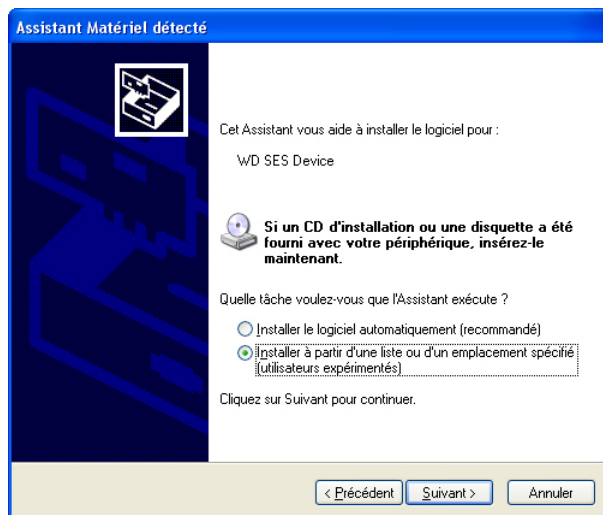 Assistant Matériel détecté
Cet Assistant vous aide à installer le logiciel pour :
WD SES Device
Si un CD d'installation ou une disquette a été
fourni avec votre périphérique, insérez-le
maintenant.
Quelle tâche voulez-vous que l'Assistant exécute ?
Installer le logiciel automatiquement (recommandé)
Installer à partir d'une liste ou d'un emplacement spécifié
(utilisateurs expérimentés)
Cliquez sur Suivant pour continuer.
< Précédent Suivant > Annuler